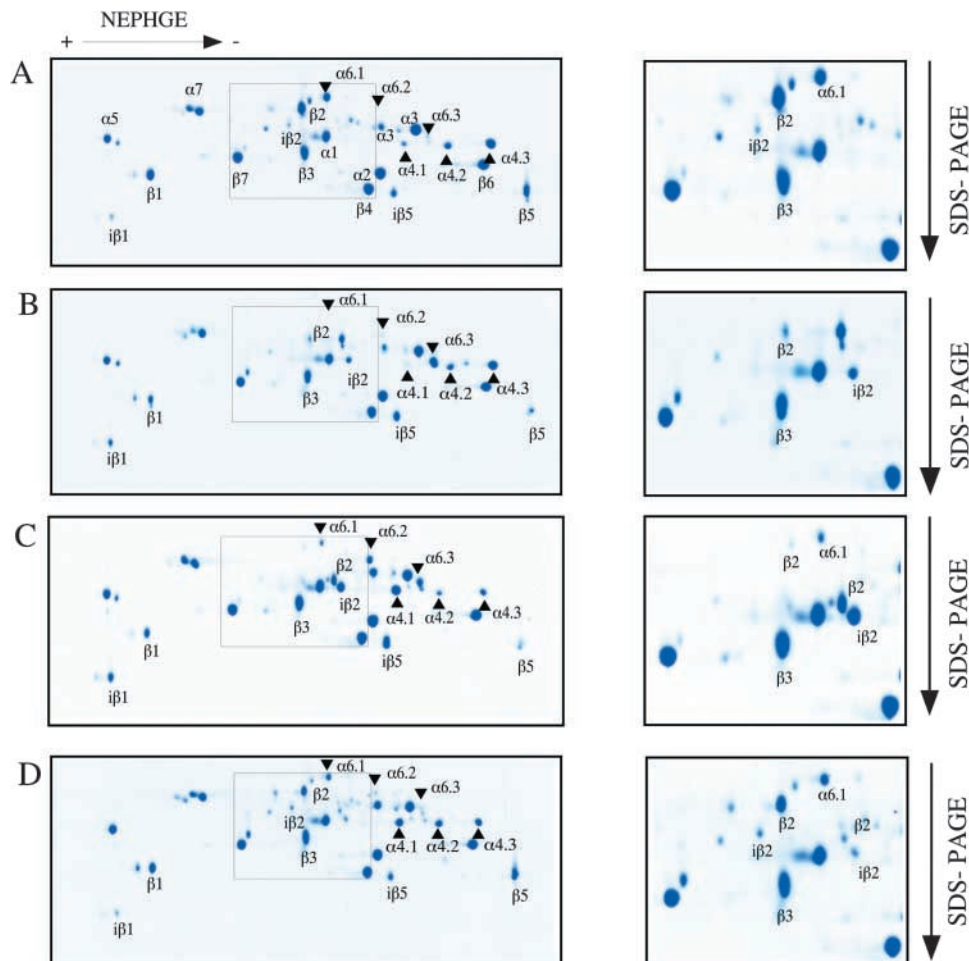 NEPHGE
+ -
A
α6.1
α7 α6.2
α5 β2 α6.3
iβ2 α3 α3
α1
β7 β3 α4.1 α4.2 α4.3
β1 α2 β6
β4 iβ5 β5
iβ1
α6.1
β2
iβ2
β3
SDS- PAGE
B
α6.1
α6.2
β2 α6.3
iβ2
β3 α4.1 α4.2 α4.3
β1
iβ5 β5
iβ1
β2
iβ2
β3
SDS- PAGE
C
α6.1
α6.2
β2 α6.3
iβ2
β3 α4.1 α4.2 α4.3
β1
iβ5 β5
iβ1
β2 α6.1
β2
iβ2
β3
SDS- PAGE
D
α6.1
α6.2
β2 α6.3
iβ2
β3 α4.1 α4.2 α4.3
β1
iβ5 β5
iβ1
α6.1
β2 β2
iβ2 iβ2
β3
SDS- PAGE